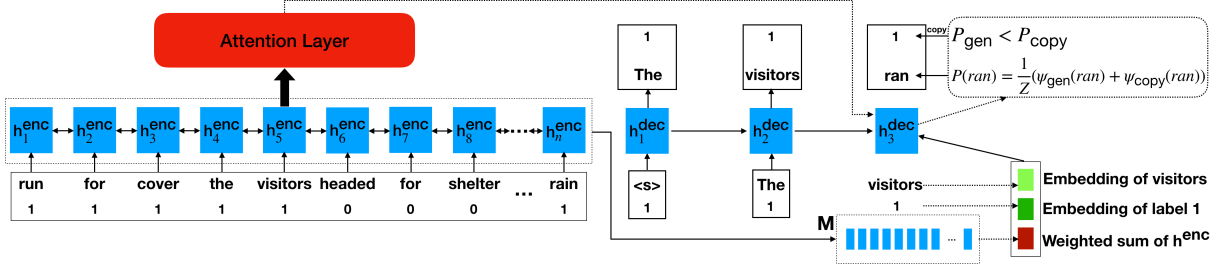 Attention Layer
h₁ᵉⁿᶜ h₂ᵉⁿᶜ h₃ᵉⁿᶜ h₄ᵉⁿᶜ h₅ᵉⁿᶜ h₆ᵉⁿᶜ h₇ᵉⁿᶜ h₈ᵉⁿᶜ hₙᵉⁿᶜ
run for cover the visitors headed for shelter ... rain
1 1 1 1 1 0 0 0 1
1
The
h₁ᵈᵉᶜ
<s>
1
1
visitors
h₂ᵈᵉᶜ
The
1
1
ran
h₃ᵈᵉᶜ
copy
P_gen < P_copy
P(ran) = 1/Z(ψ_gen(ran) + ψ_copy(ran))
visitors
1
M
...
Embedding of visitors
Embedding of label 1
Weighted sum of hᵉⁿᶜ